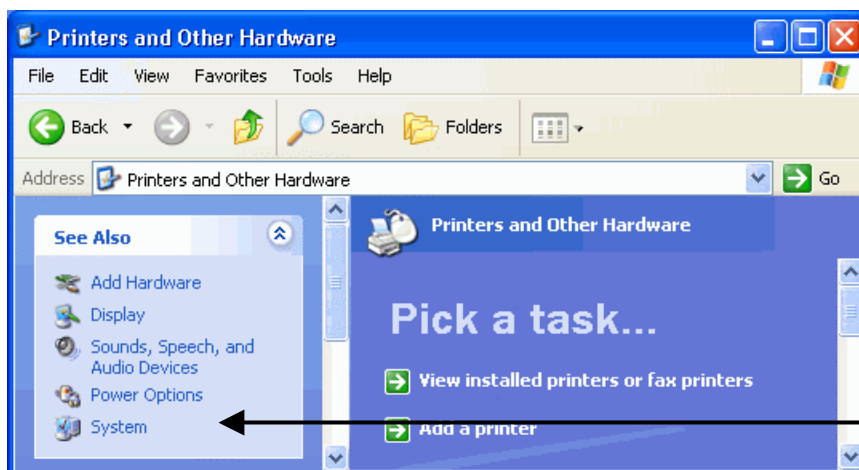 Printers and Other Hardware
File Edit View Favorites Tools Help
Back Search Folders
Address Printers and Other Hardware Go
See Also
Add Hardware
Display
Sounds, Speech, and
Audio Devices
Power Options
System
Printers and Other Hardware
Pick a task...
View installed printers or fax printers
Add a printer